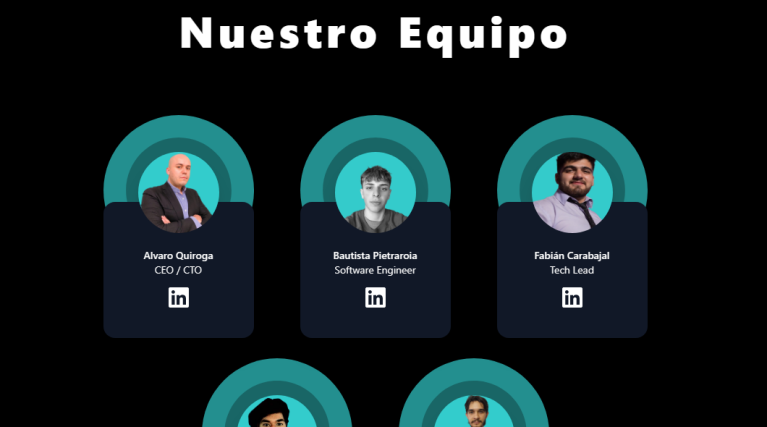 Nuestro Equipo
Alvaro Quiroga
CEO / CTO
in
Bautista Pietraroia
Software Engineer
in
Fabián Carabajal
Tech Lead
in